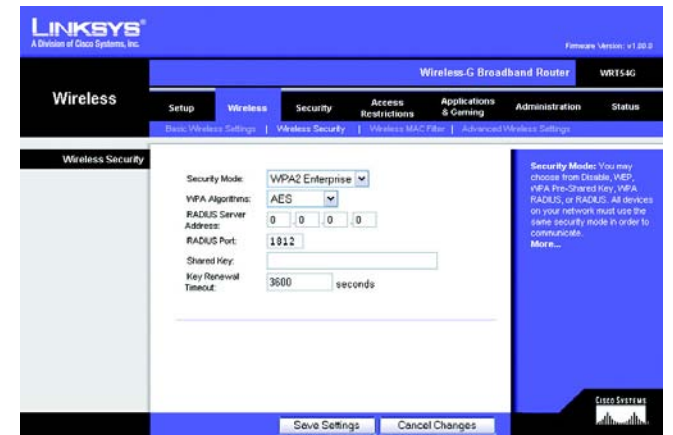 LINKSYS®
A Division of Cisco Systems, Inc.
Firmware Version: v1.00.0
Wireless-G Broadband Router WRT54G
Wireless
Setup Wireless Security Access Restrictions Applications & Gaming Administration Status
Basic Wireless Settings | Wireless Security | Wireless MAC Filter | Advanced Wireless Settings
Wireless Security
Security Mode: WPA2 Enterprise
WPA Algorithms: AES
RADIUS Server Address: 0 .0 .0 .0
RADIUS Port: 1812
Shared Key:
Key Renewal Timeout: 3600 seconds
Security Mode: You may
choose from Disable, WEP,
WPA Pre-Shared Key, WPA
RADIUS, or RADIUS. All devices
on your network must use the
same security mode in order to
communicate.
More...
Save Settings Cancel Changes
CISCO SYSTEMS